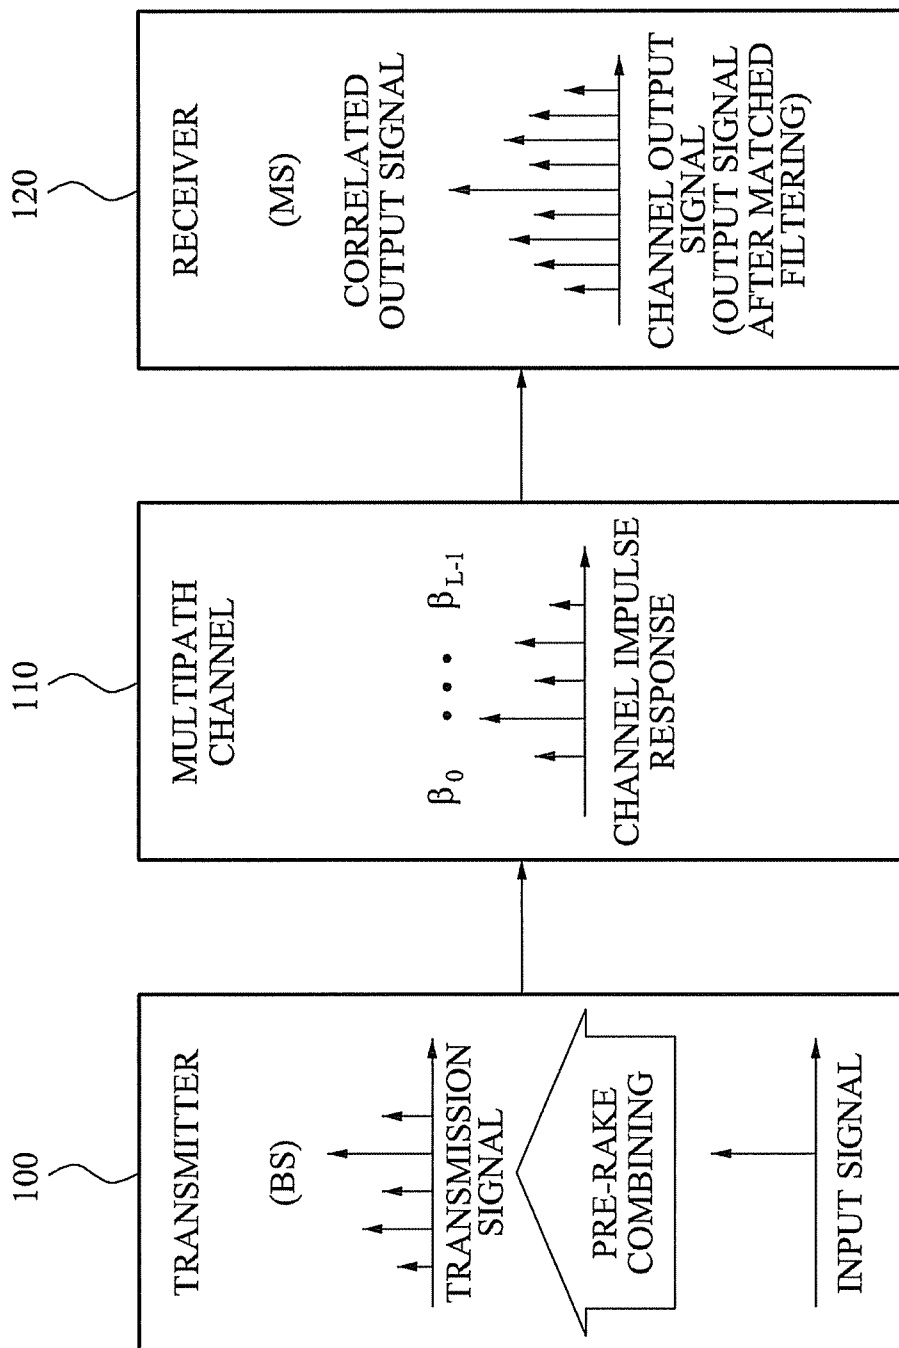 100
TRANSMITTER
(BS)
TRANSMISSION
SIGNAL
PRE-RAKE
COMBINING
INPUT SIGNAL
110
MULTIPATH
CHANNEL
β0 • • • βL-1
CHANNEL IMPULSE
RESPONSE
120
RECEIVER
(MS)
CORRELATED
OUTPUT SIGNAL
CHANNEL OUTPUT
SIGNAL
(OUTPUT SIGNAL
AFTER MATCHED
FILTERING)